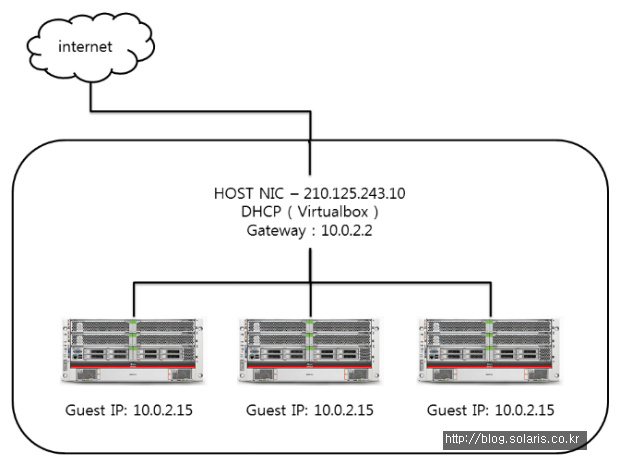 internet
HOST NIC – 210.125.243.10
DHCP ( Virtualbox )
Gateway : 10.0.2.2
Guest IP: 10.0.2.15
Guest IP: 10.0.2.15
Guest IP: 10.0.2.15
http://blog.solaris.co.kr